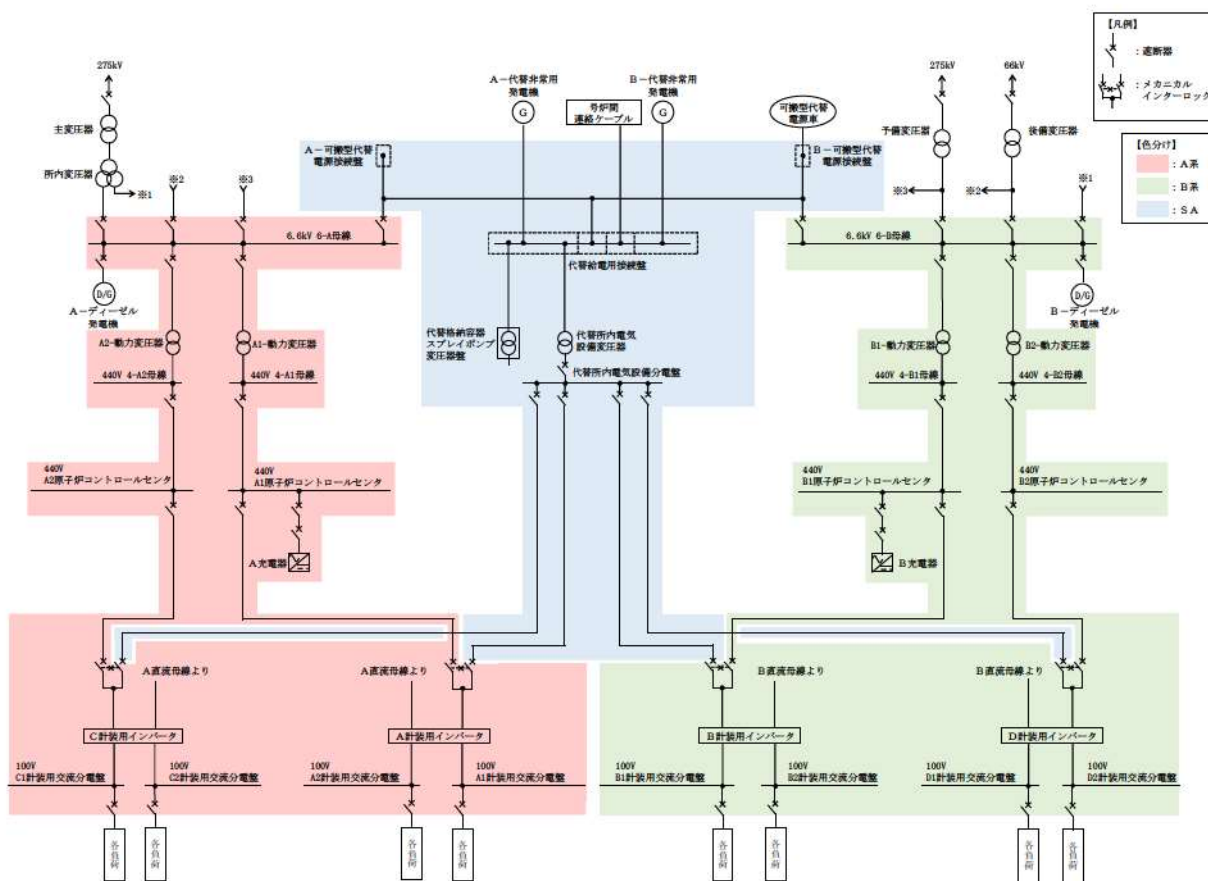 【凡例】
：遮断器
：メカニカル
インターロック
【色分け】
：A系
：B系
：SA
275kV
主変圧器
所内変圧器
※1
※2
※3
A－代替非常用
発電機
G
号炉間
連絡ケーブル
B－代替非常用
発電機
G
可搬型代替
電源車
A－可搬型代替
電源接続盤
B－可搬型代替
電源接続盤
275kV
66kV
予備変圧器
後備変圧器
※3
※2
※1
6.6kV 6-A母線
代替給電用接続盤
6.6kV 6-B母線
D/G
A－ディーゼル
発電機
D/G
B－ディーゼル
発電機
A2-動力変圧器
A1-動力変圧器
代替格納容器
スプレイポンプ
変圧器盤
代替所内電気
設備変圧器
B1-動力変圧器
B2-動力変圧器
440V 4-A2母線
440V 4-A1母線
代替所内電気設備分電盤
440V 4-B1母線
440V 4-B2母線
440V
A2原子炉コントロールセンタ
440V
A1原子炉コントロールセンタ
440V
B1原子炉コントロールセンタ
440V
B2原子炉コントロールセンタ
A充電器
B充電器
A直流母線より
A直流母線より
B直流母線より
B直流母線より
C計装用インバータ
A計装用インバータ
B計装用インバータ
D計装用インバータ
100V
C1計装用交流分電盤
100V
C2計装用交流分電盤
100V
A2計装用交流分電盤
100V
A1計装用交流分電盤
100V
B1計装用交流分電盤
100V
B2計装用交流分電盤
100V
D1計装用交流分電盤
100V
D2計装用交流分電盤
各負荷
各負荷
各負荷
各負荷
各負荷
各負荷
各負荷
各負荷